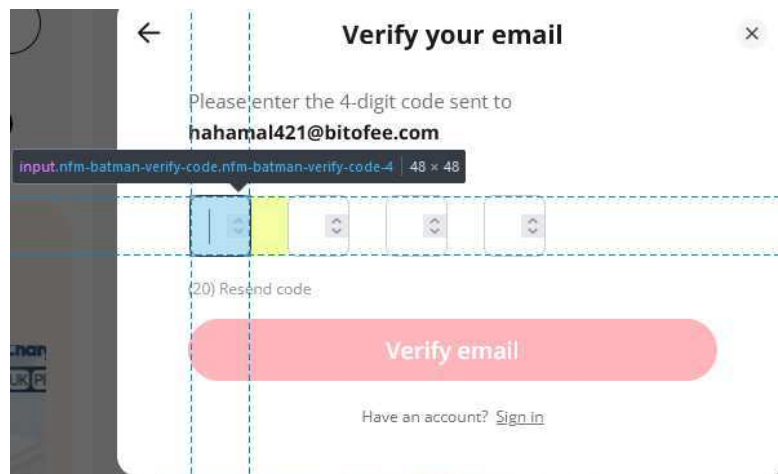 Verify your email
Please enter the 4-digit code sent to
hahamal421@bitofee.com
input.nfm-batman-verify-code.nfm-batman-verify-code-4 48 × 48
(20) Resend code
Verify email
Have an account? Sign in
UK